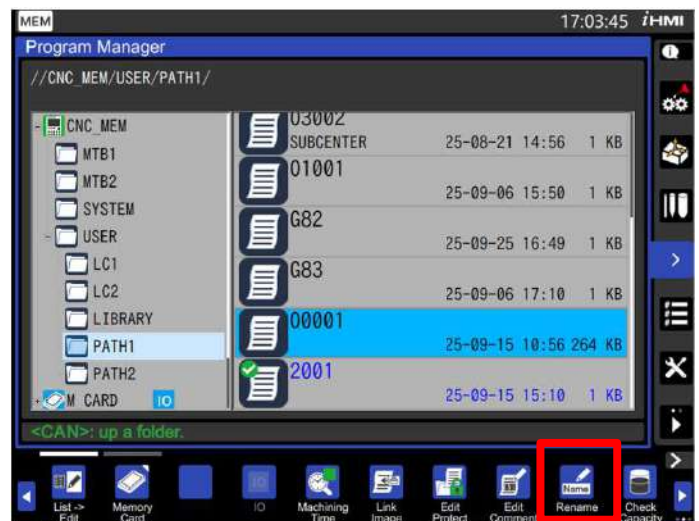 MEM 17:03:45 iHMI
Program Manager
//CNC_MEM/USER/PATH1/
CNC_MEM
MTB1
MTB2
SYSTEM
USER
LC1
LC2
LIBRARY
PATH1
PATH2
M CARD IO
O3002
SUBCENTER 25-08-21 14:56 1 KB
O1001
25-09-06 15:50 1 KB
G82
25-09-25 16:49 1 KB
G83
25-09-06 17:10 1 KB
O0001
25-09-15 10:56 264 KB
2001
25-09-15 15:10 1 KB
<CAN>: up a folder.
List -> Edit
Memory Card
IO
Machining Time
Link Image
Edit Protect
Edit Comment
Name
Rename
Check Capacity